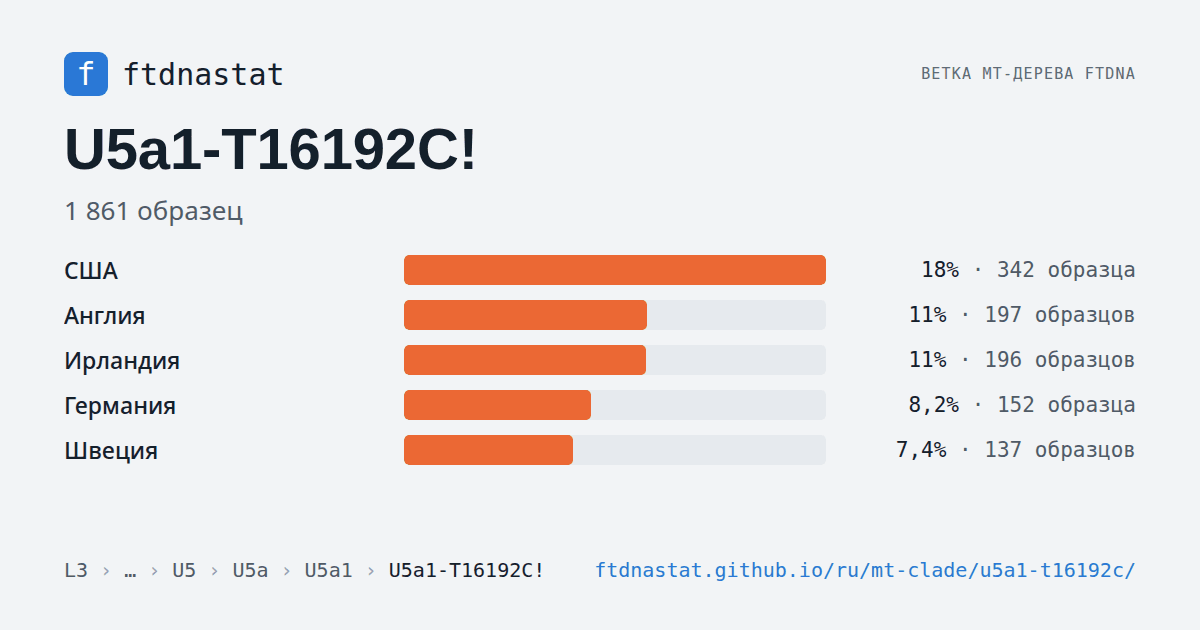 f ftdnastat
ВЕТКА МТ-ДЕРЕВА FTDNA
U5a1-T16192C!
1 861 образец
США 18% · 342 образца
Англия 11% · 197 образцов
Ирландия 11% · 196 образцов
Германия 8,2% · 152 образца
Швеция 7,4% · 137 образцов
L3 › … › U5 › U5a › U5a1 › U5a1-T16192C! ftdnastat.github.io/ru/mt-clade/u5a1-t16192c/